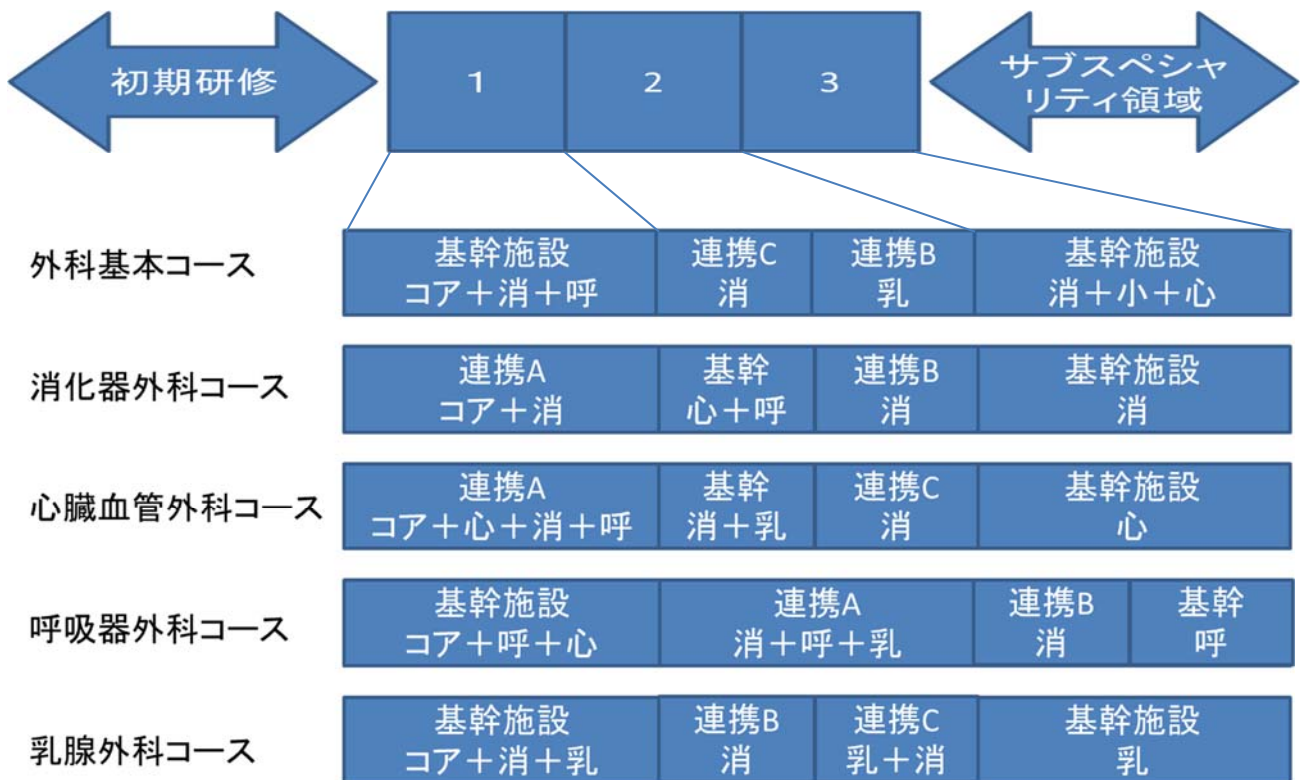 初期研修
1
2
3
サブスペシャ
リティ領域
外科基本コース
基幹施設
コア＋消＋呼
連携C
消
連携B
乳
基幹施設
消＋小＋心
消化器外科コース
連携A
コア＋消
基幹
心＋呼
連携B
消
基幹施設
消
心臓血管外科コース
連携A
コア＋心＋消＋呼
基幹
消＋乳
連携C
消
基幹施設
心
呼吸器外科コース
基幹施設
コア＋呼＋心
連携A
消＋呼＋乳
連携B
消
基幹
呼
乳腺外科コース
基幹施設
コア＋消＋乳
連携B
消
連携C
乳＋消
基幹施設
乳